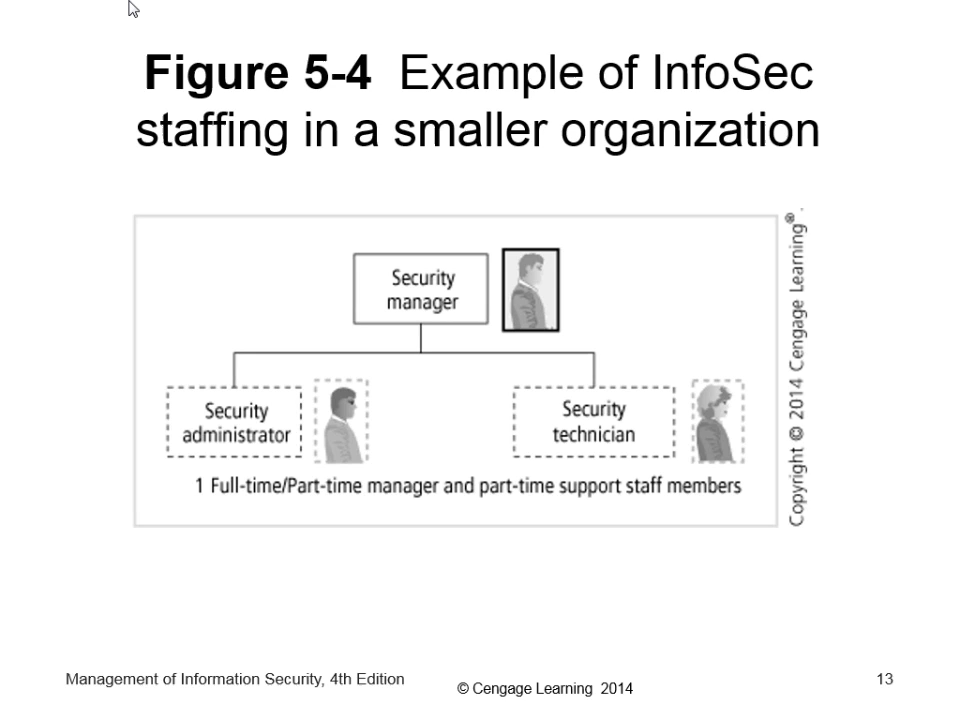 Figure 5-4 Example of InfoSec
staffing in a smaller organization
Security
manager
Security
administrator
Security
technician
1 Full-time/Part-time manager and part-time support staff members
Copyright © 2014 Cengage Learning®.
Management of Information Security, 4th Edition
© Cengage Learning 2014
13